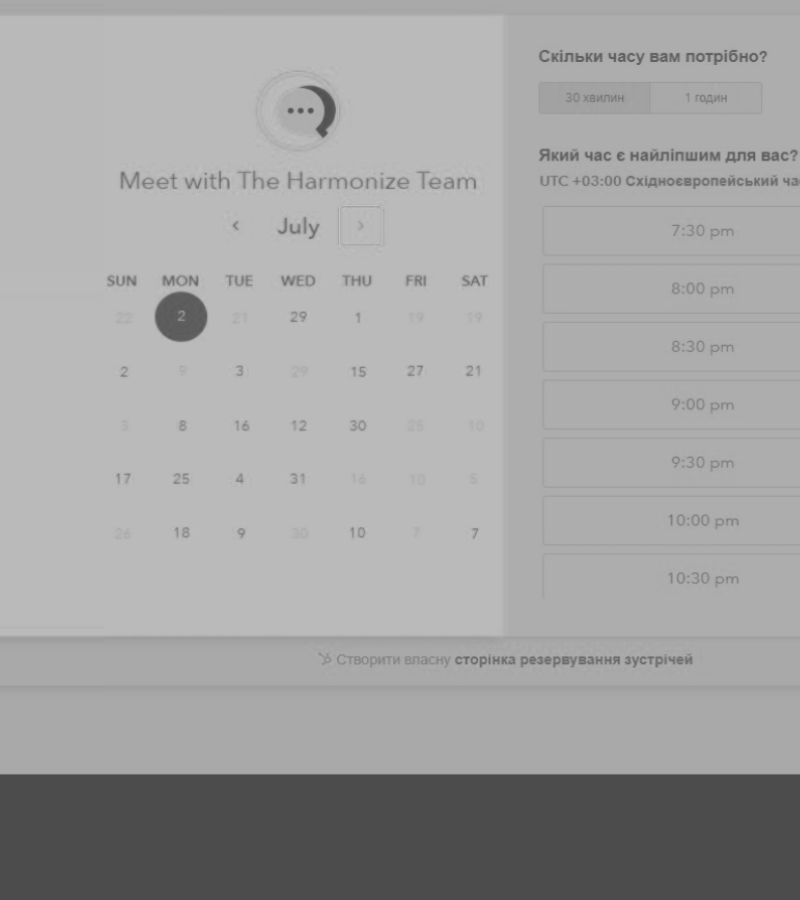 Meet with The Harmonize Team
‹ July ›
SUN MON TUE WED THU FRI SAT
22 2 21 29 1 19 19
2 9 3 29 15 27 21
3 8 16 12 30 25 10
17 25 4 31 16 10 5
26 18 9 30 10 7 7
Скільки часу вам потрібно?
30 хвилин 1 годин
Який час є найліпшим для вас?
UTC +03:00 Східноєвропейський ча
7:30 pm
8:00 pm
8:30 pm
9:00 pm
9:30 pm
10:00 pm
10:30 pm
Створити власну сторінка резервування зустрічей